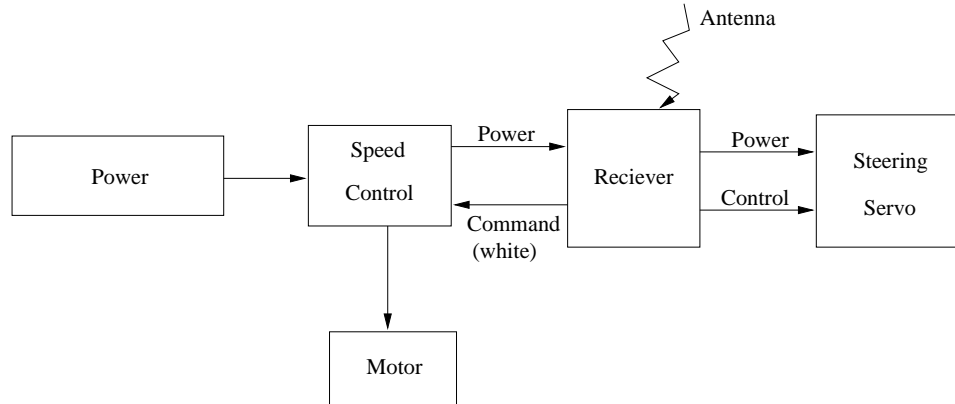 Antenna
Power
Speed
Control
Power
Command
(white)
Reciever
Power
Control
Steering
Servo
Motor